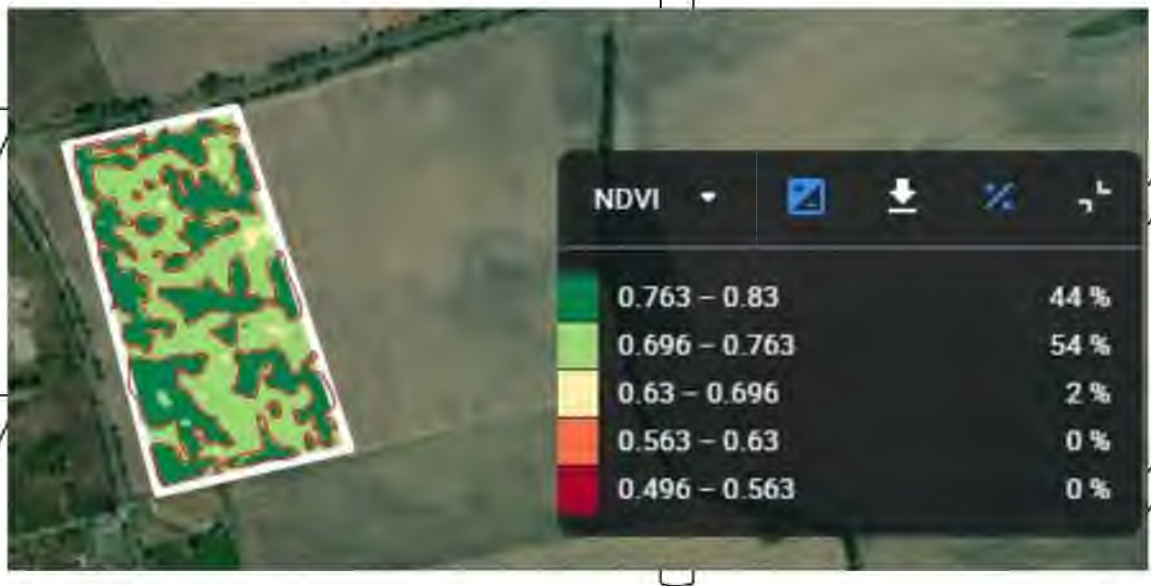 NDVI
0.763 – 0.83 44 %
0.696 – 0.763 54 %
0.63 – 0.696 2 %
0.563 – 0.63 0 %
0.496 – 0.563 0 %